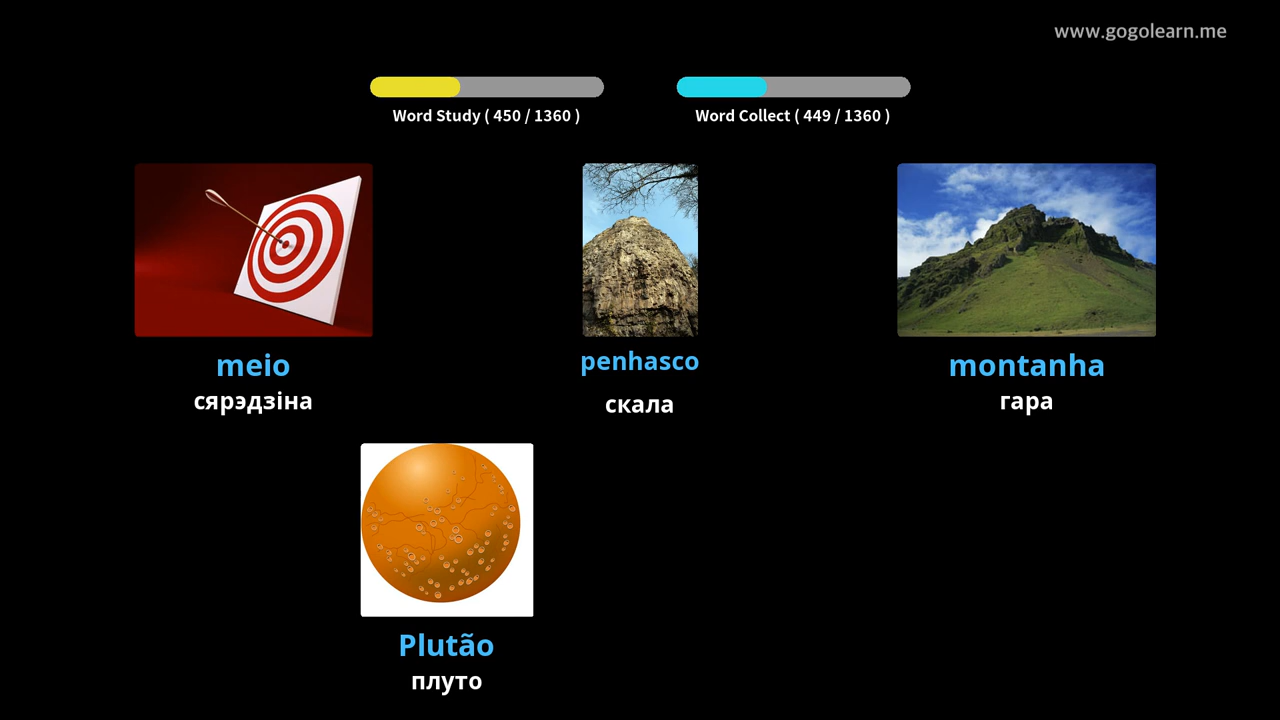 www.gogolearn.me
Word Study ( 450 / 1360 )
Word Collect ( 449 / 1360 )
meio
сярэдзіна
penhasco
скала
montanha
гара
Plutão
плуто